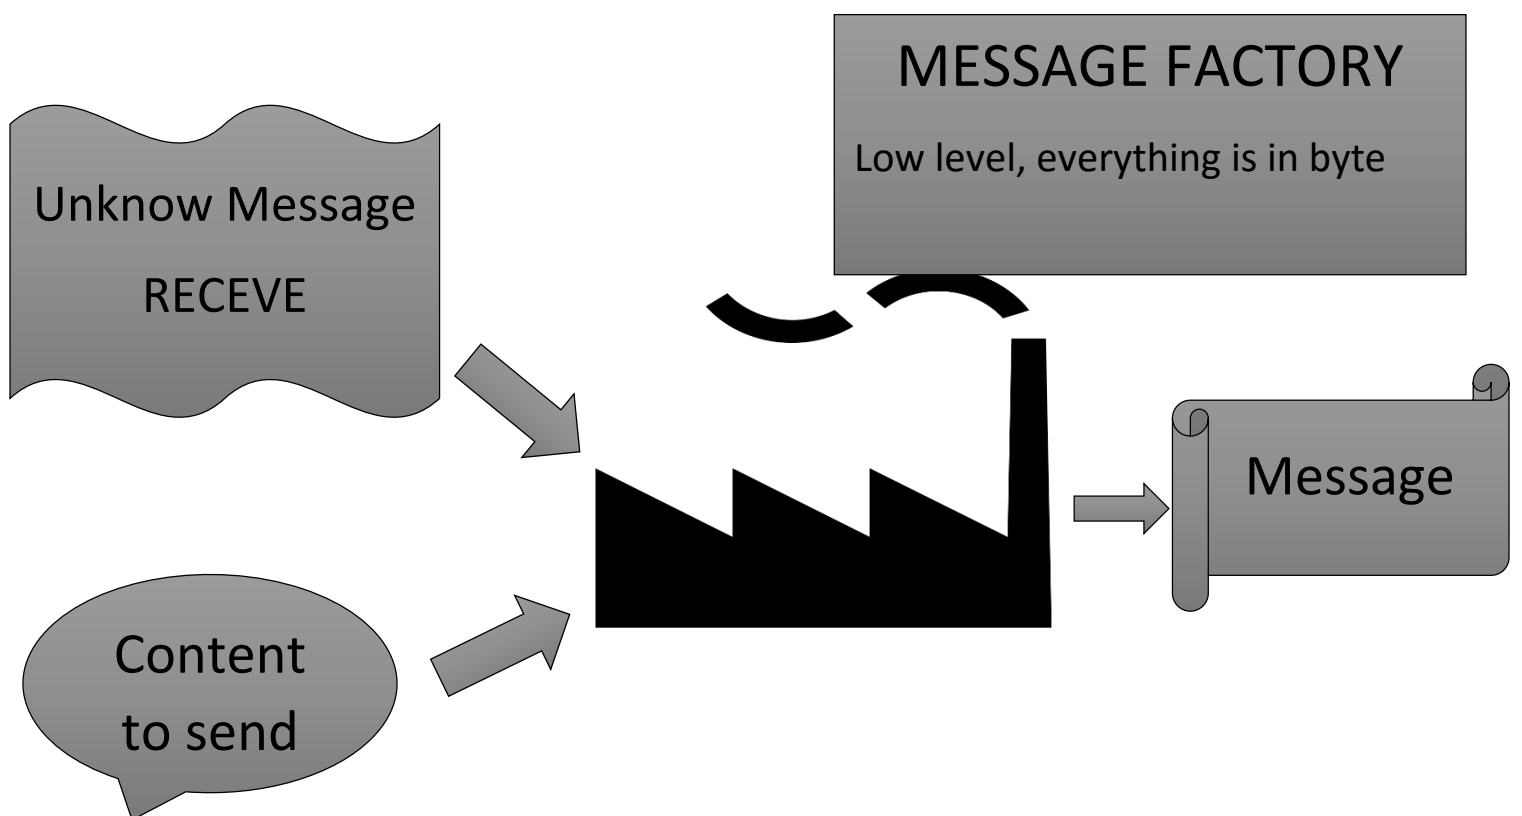 MESSAGE FACTORY
Low level, everything is in byte
Unknow Message
RECEVE
Message
Content
to send